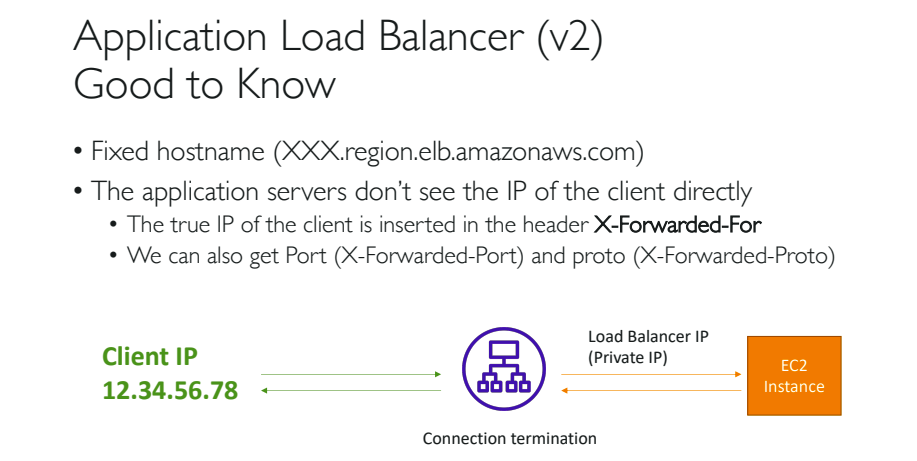 Application Load Balancer (v2)
Good to Know
• Fixed hostname (XXX.region.elb.amazonaws.com)
• The application servers don’t see the IP of the client directly
• The true IP of the client is inserted in the header X-Forwarded-For
• We can also get Port (X-Forwarded-Port) and proto (X-Forwarded-Proto)
Client IP
12.34.56.78
Load Balancer IP
(Private IP)
EC2
Instance
Connection termination